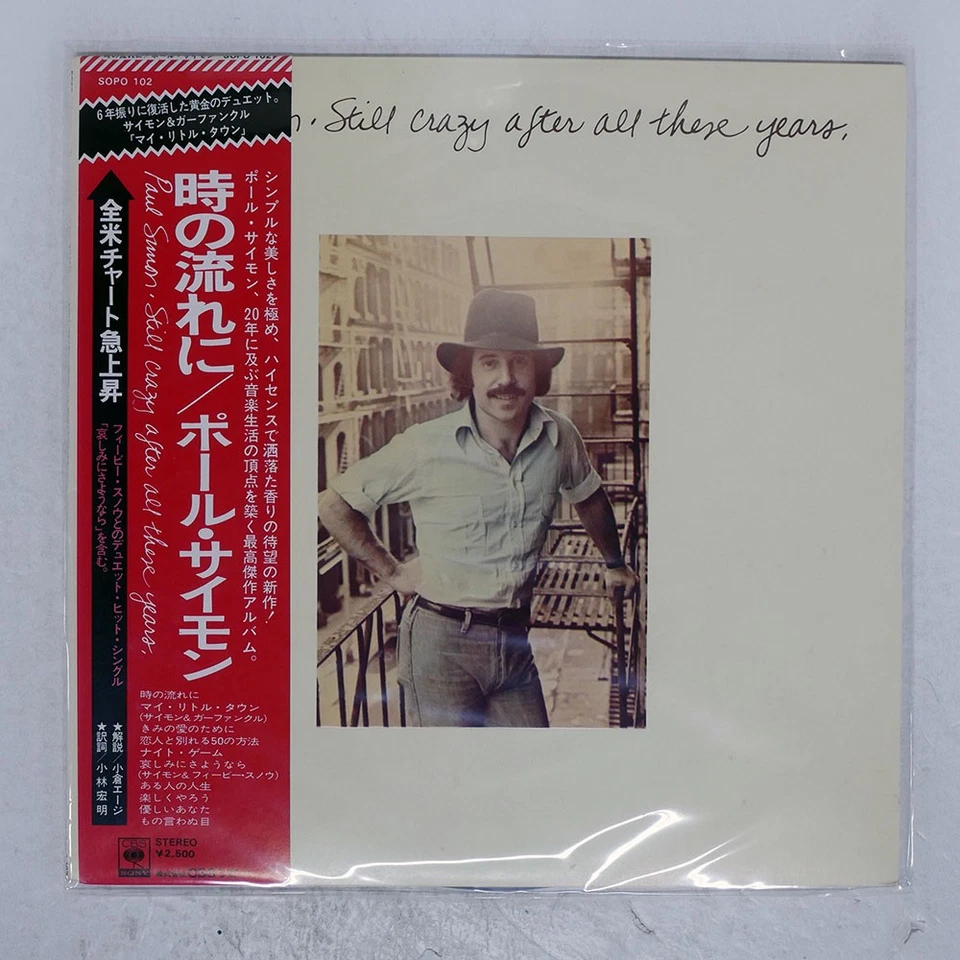 SOPO 102
6年振りに復活した黄金のデュエット。
サイモン&ガーファンクル
「マイ・リトル・タウン」
. Still crazy after all these years.
シンプルな美しさを極め、ハイセンスで洒落た香りの待望の新作!
ポール・サイモン、20年に及ぶ音楽生活の頂点を築く最高傑作アルバム。
時の流れに/ポール・サイモン
Paul Simon. Still crazy after all these years.
全米チャート急上昇
フィービー・スノウとのデュエット・ヒット・シングル
「哀しみにさようなら」を含む。
★解説/小倉エージ
★訳詞/小林宏明
時の流れに
マイ・リトル・タウン
(サイモン&ガーファンクル)
きみの愛のために
恋人と別れる50の方法
ナイト・ゲーム
哀しみにさようなら
(サイモン&フィービー・スノウ)
ある人の人生
楽しくやろう
優しいあなた
もの言わぬ目
CBS
SONY
STEREO
¥2,500